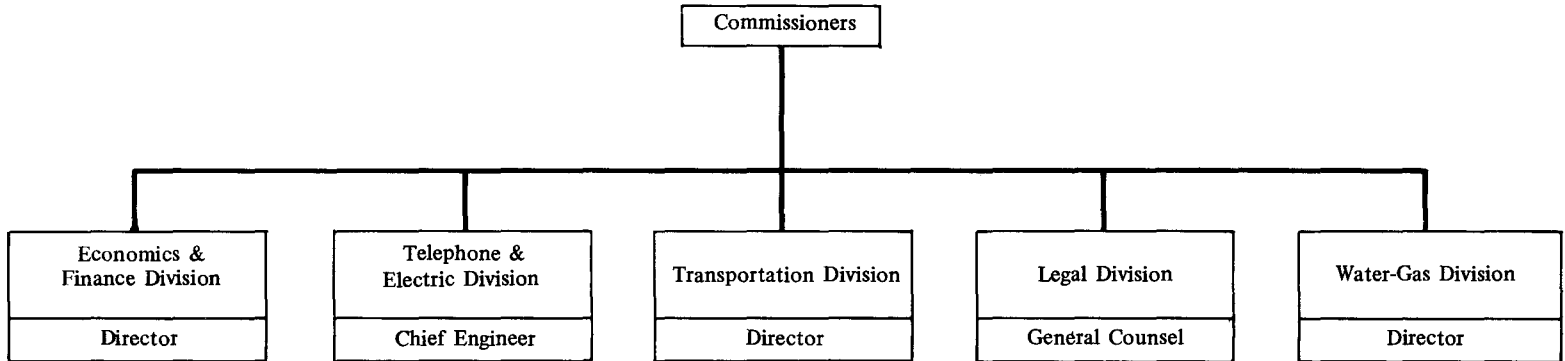 Commissioners
Economics &
Finance Division
Director
Telephone &
Electric Division
Chief Engineer
Transportation Division
Director
Legal Division
General Counsel
Water-Gas Division
Director